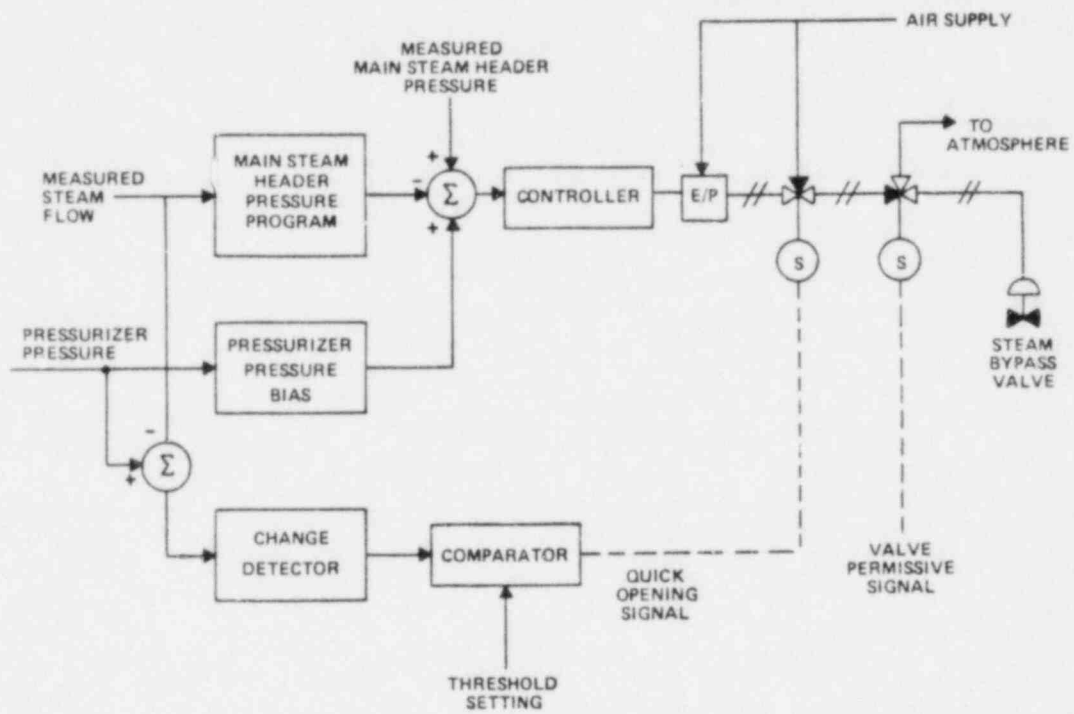 AIR SUPPLY
MEASURED
MAIN STEAM HEADER
PRESSURE
TO
ATMOSPHERE
MEASURED
STEAM
FLOW
MAIN STEAM
HEADER
PRESSURE
PROGRAM
+
-
Σ
+
CONTROLLER
E/P
S
S
PRESSURIZER
PRESSURE
PRESSURIZER
PRESSURE
BIAS
STEAM
BYPASS
VALVE
-
Σ
+
CHANGE
DETECTOR
COMPARATOR
QUICK
OPENING
SIGNAL
VALVE
PERMISSIVE
SIGNAL
THRESHOLD
SETTING